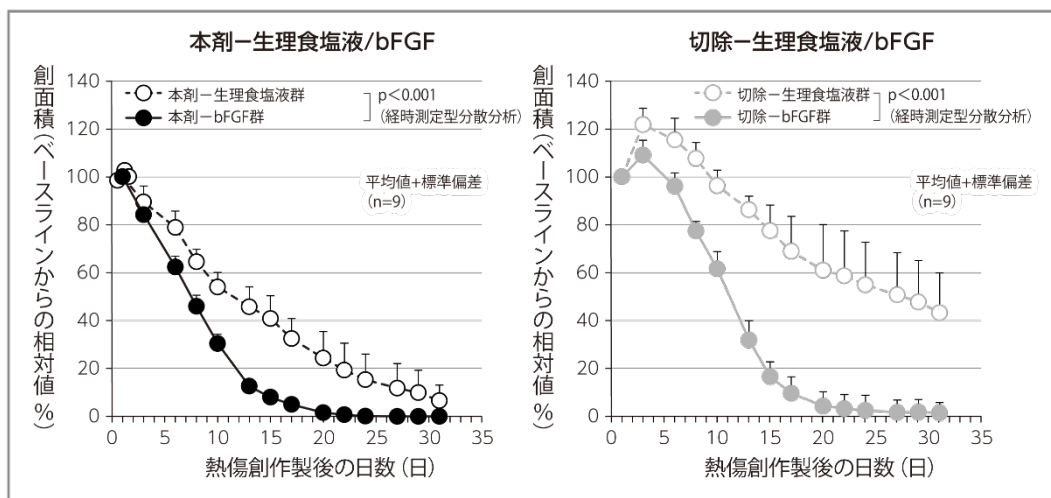 本剤－生理食塩液/bFGF
創面積（ベースラインからの相対値％）
140
120
100
80
60
40
20
0
本剤－生理食塩液群
本剤－bFGF群
p＜0.001
（経時測定型分散分析）
平均値+標準偏差
（n=9）
0 5 10 15 20 25 30 35
熱傷創作製後の日数（日）
切除－生理食塩液/bFGF
創面積（ベースラインからの相対値％）
140
120
100
80
60
40
20
0
切除－生理食塩液群
切除－bFGF群
p＜0.001
（経時測定型分散分析）
平均値+標準偏差
（n=9）
0 5 10 15 20 25 30 35
熱傷創作製後の日数（日）